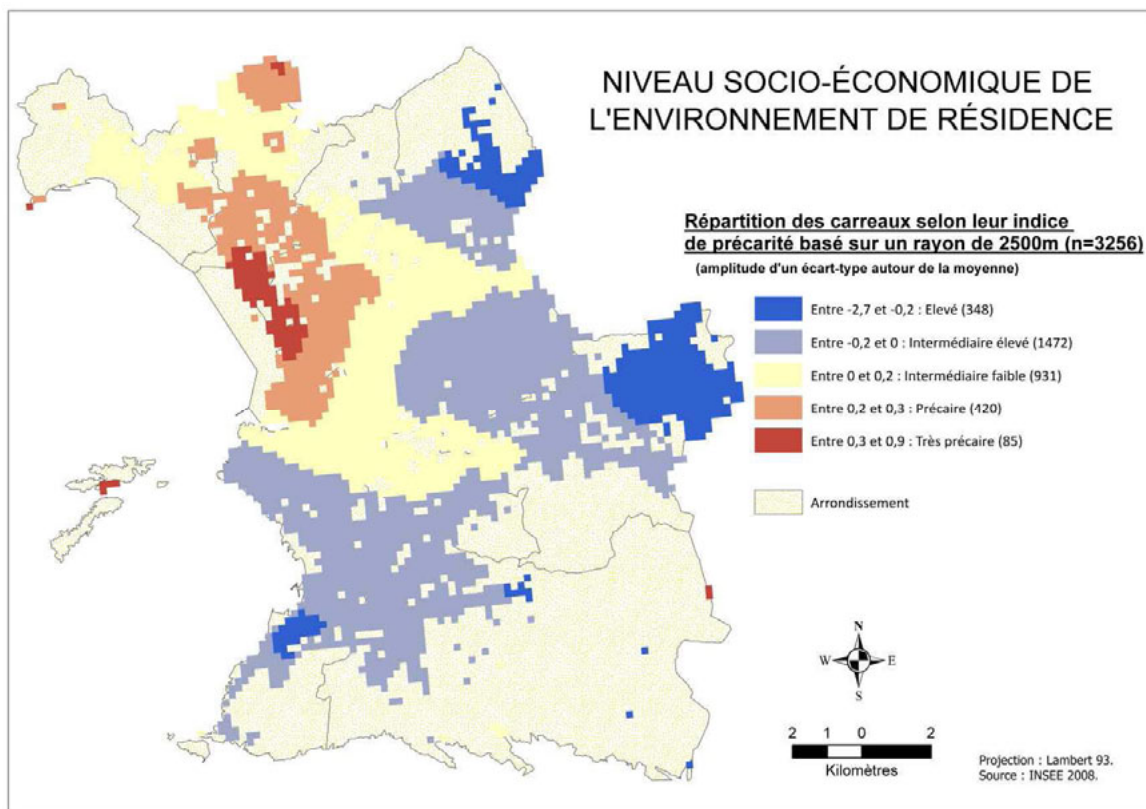 NIVEAU SOCIO-ÉCONOMIQUE DE
L'ENVIRONNEMENT DE RÉSIDENCE
Répartition des carreaux selon leur indice
de précarité basé sur un rayon de 2500m (n=3256)
(amplitude d'un écart-type autour de la moyenne)
Entre -2,7 et -0,2 : Elevé (348)
Entre -0,2 et 0 : Intermédiaire élevé (1472)
Entre 0 et 0,2 : Intermédiaire faible (931)
Entre 0,2 et 0,3 : Précaire (420)
Entre 0,3 et 0,9 : Très précaire (85)
Arrondissement
N
W E
S
2 1 0 2
Kilomètres
Projection : Lambert 93.
Source : INSEE 2008.